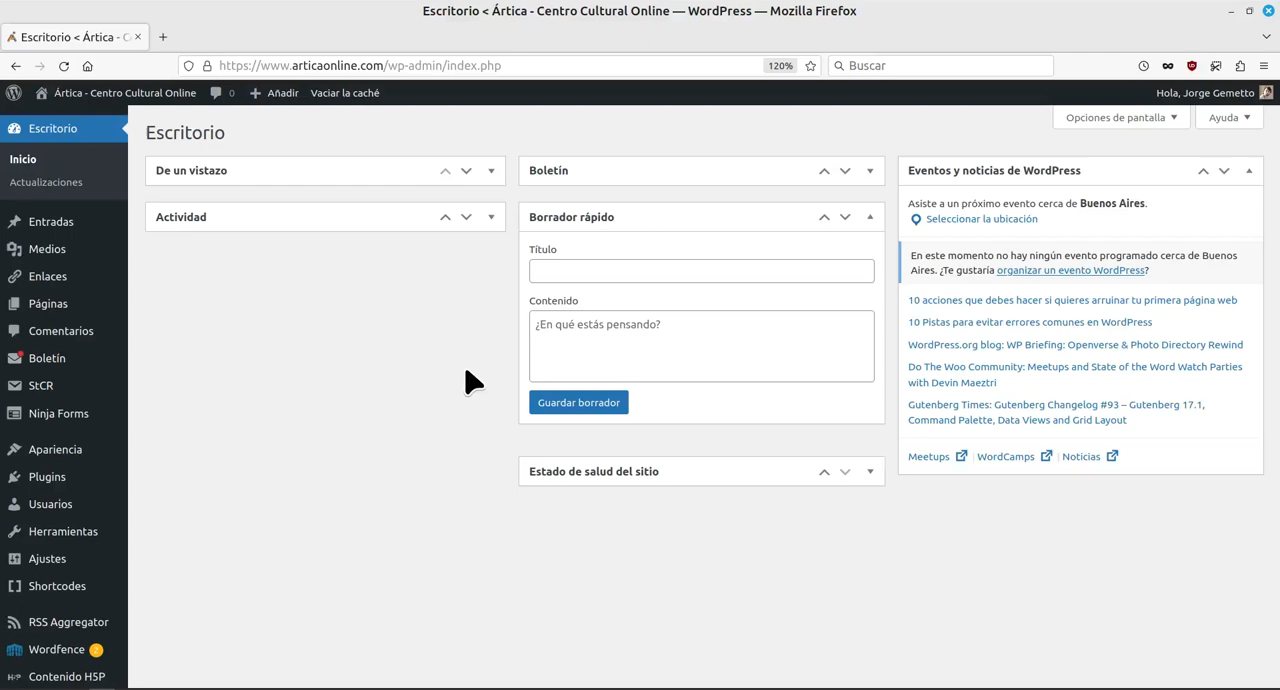 Escritorio < Ártica - Centro Cultural Online — WordPress — Mozilla Firefox
Escritorio < Ártica - C
https://www.articaonline.com/wp-admin/index.php
120%
Buscar
Ártica - Centro Cultural Online
0
Añadir
Vaciar la caché
Hola, Jorge Gemetto
Escritorio
Inicio
Actualizaciones
Entradas
Medios
Enlaces
Páginas
Comentarios
Boletín
StCR
Ninja Forms
Apariencia
Plugins
Usuarios
Herramientas
Ajustes
Shortcodes
RSS Aggregator
Wordfence 2
H-P Contenido H5P
Opciones de pantalla
Ayuda
Escritorio
De un vistazo
Actividad
Boletín
Borrador rápido
Título
Contenido
¿En qué estás pensando?
Guardar borrador
Estado de salud del sitio
Eventos y noticias de WordPress
Asiste a un próximo evento cerca de Buenos Aires.
Seleccionar la ubicación
En este momento no hay ningún evento programado cerca de Buenos
Aires. ¿Te gustaría organizar un evento WordPress?
10 acciones que debes hacer si quieres arruinar tu primera página web
10 Pistas para evitar errores comunes en WordPress
WordPress.org blog: WP Briefing: Openverse & Photo Directory Rewind
Do The Woo Community: Meetups and State of the Word Watch Parties
with Devin Maeztri
Gutenberg Times: Gutenberg Changelog #93 – Gutenberg 17.1,
Command Palette, Data Views and Grid Layout
Meetups | WordCamps | Noticias